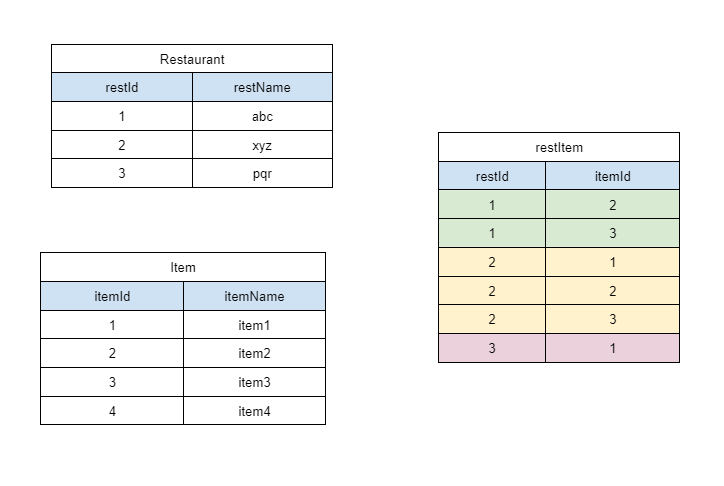 Restaurant
restId restName
1 abc
2 xyz
3 pqr
Item
itemId itemName
1 item1
2 item2
3 item3
4 item4
restItem
restId itemId
1 2
1 3
2 1
2 2
2 3
3 1